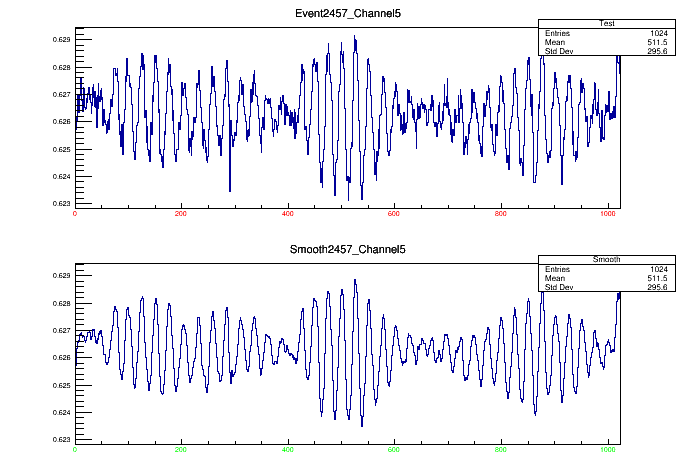 Event2457_Channel5
Test
Entries 1024
Mean 511.5
Std Dev 295.6
0.629
0.628
0.627
0.626
0.625
0.624
0.623
0 200 400 600 800 1000
Smooth2457_Channel5
Smooth
Entries 1024
Mean 511.5
Std Dev 295.6
0.629
0.628
0.627
0.626
0.625
0.624
0.623
0 200 400 600 800 1000